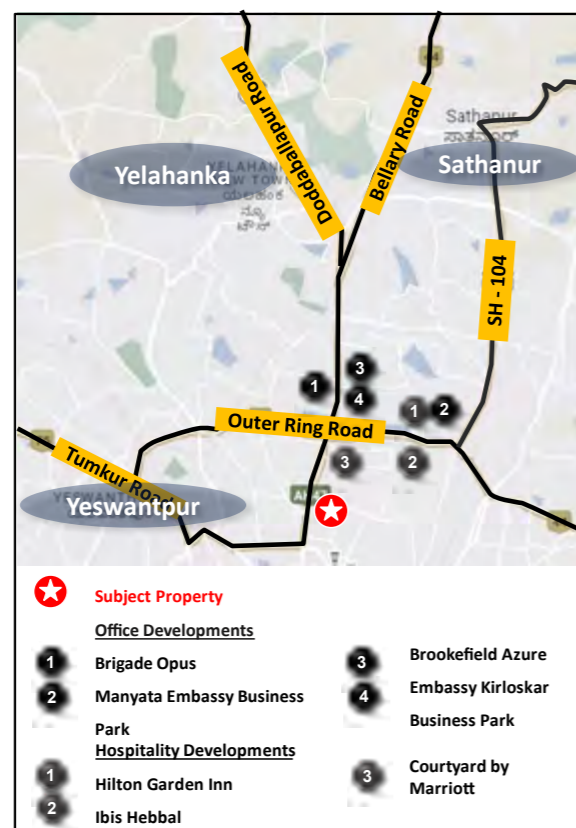 Doddaballapur Road
Bellary Road
Sathanur
ಸಾತನೂರ್
Yelahanka
Sathanur
SH - 104
3
1
4
1
2
Outer Ring Road
3
2
Tumkur Road
Yeswantpur
Subject Property
Office Developments
1 Brigade Opus
2 Manyata Embassy Business
Park
3 Brookefield Azure
4 Embassy Kirloskar
Business Park
Hospitality Developments
1 Hilton Garden Inn
2 Ibis Hebbal
3 Courtyard by
Marriott